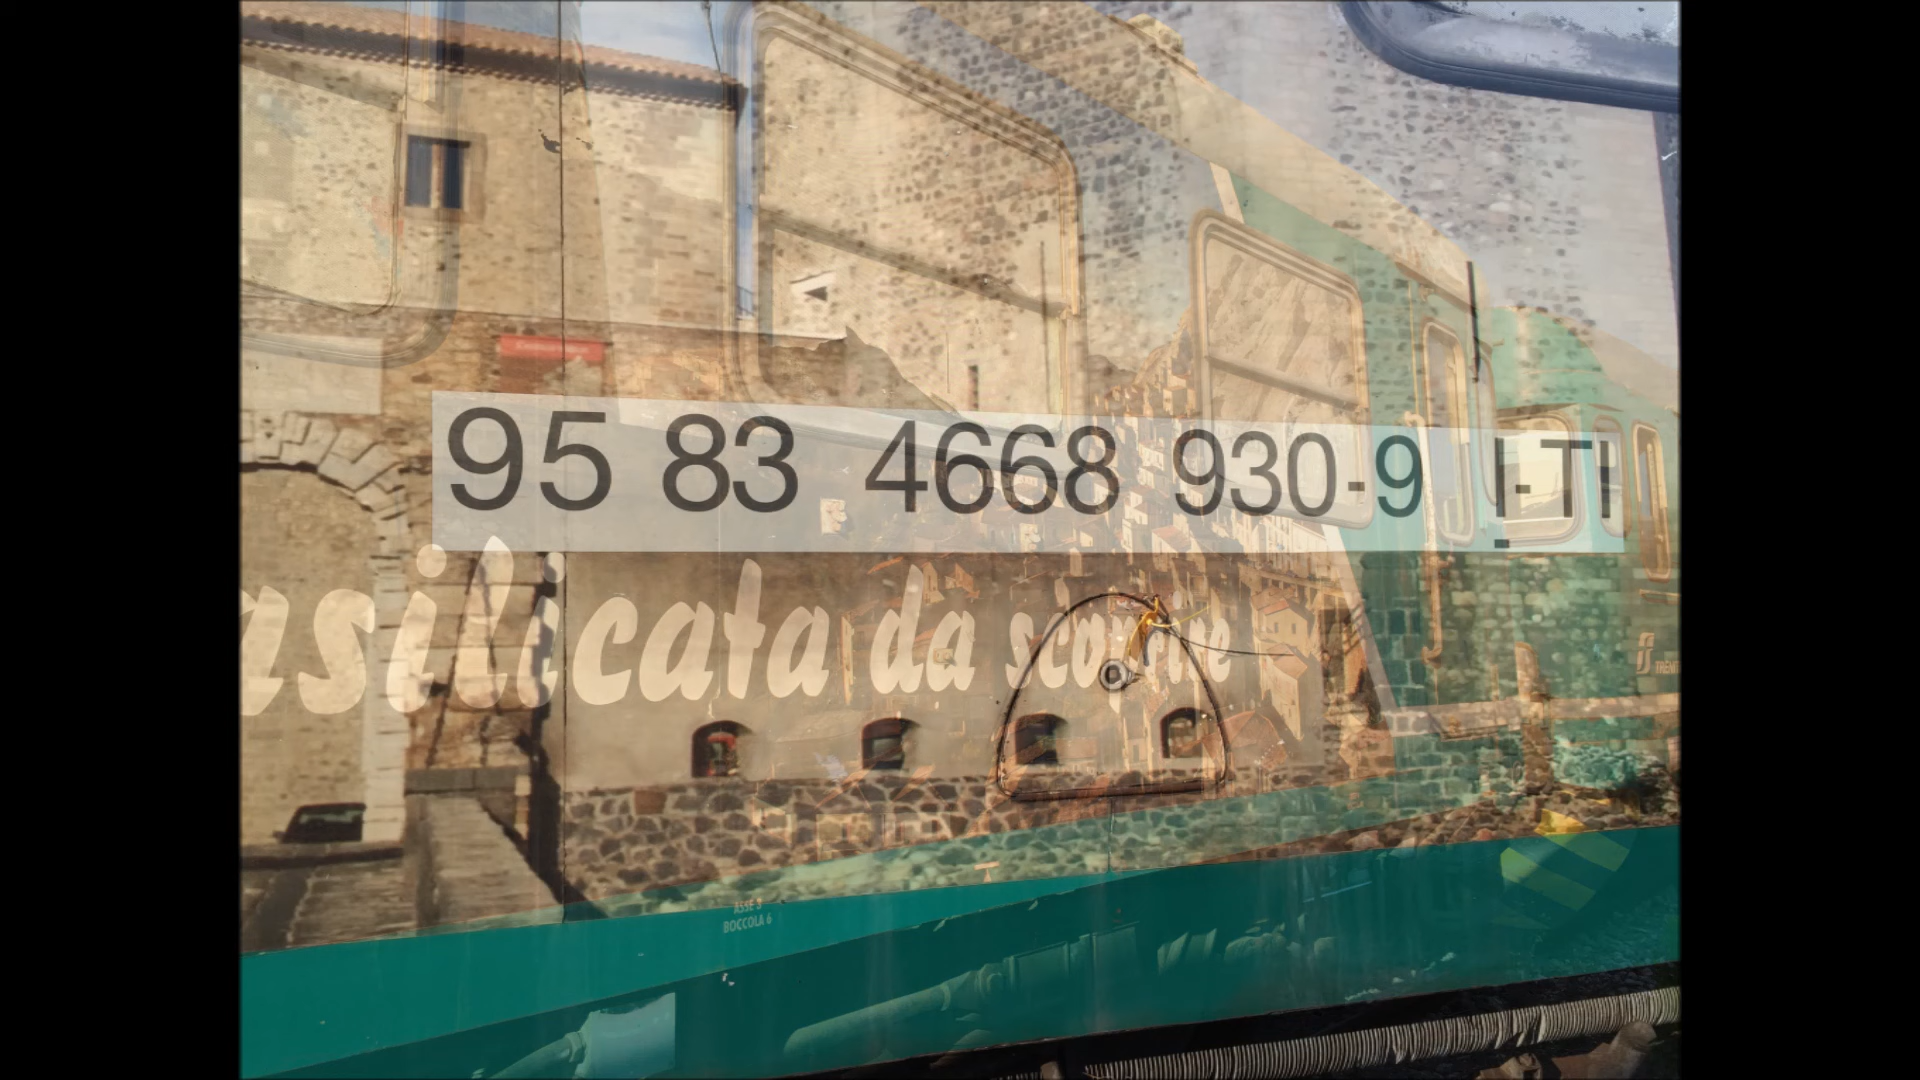 95 83 4668 930-9 I-TI
asilicata da scoprire
ASSE 3
BOCCOLA 6